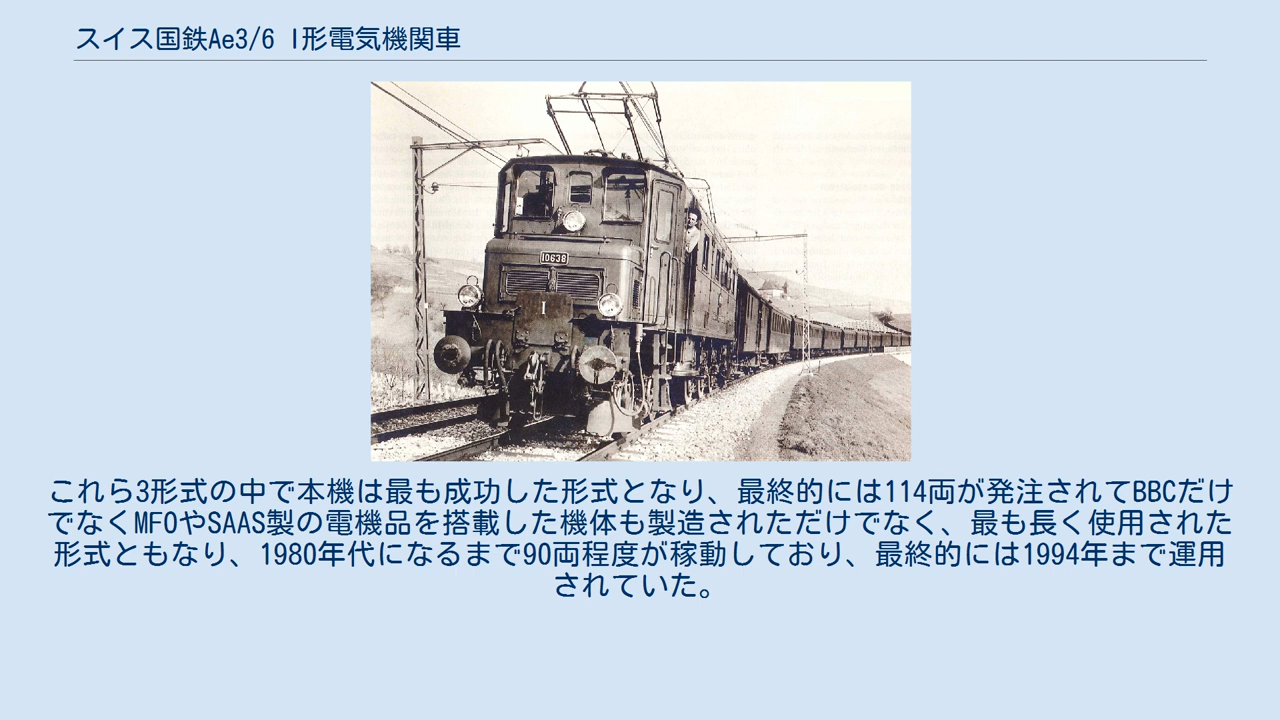 スイス国鉄Ae3/6 I形電気機関車
10638
I
これら3形式の中で本機は最も成功した形式となり、最終的には114両が発注されてBBCだけ
でなくMFOやSAAS製の電機品を搭載した機体も製造されただけでなく、最も長く使用された
形式ともなり、1980年代になるまで90両程度が稼動しており、最終的には1994年まで運用
されていた。